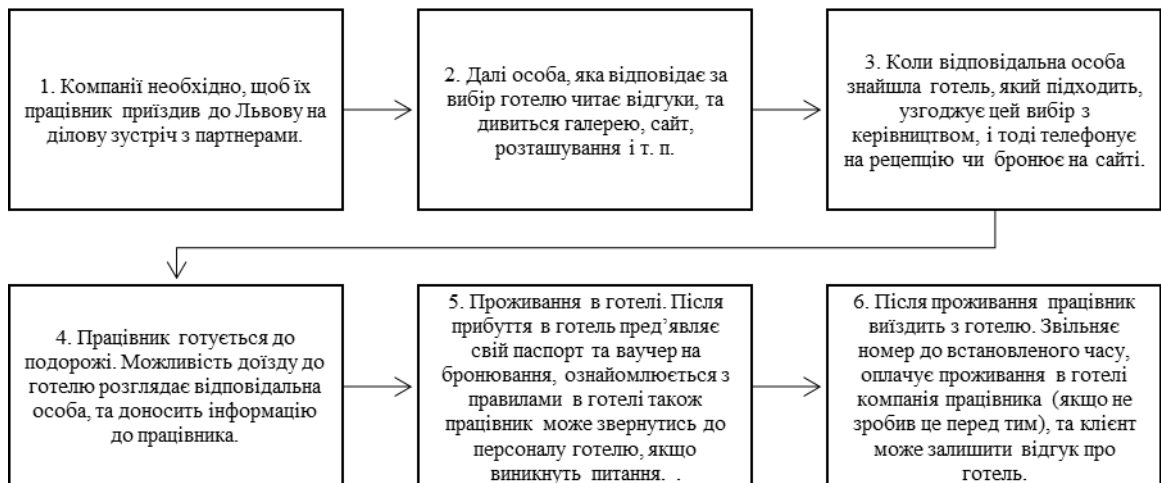 1. Компанії необхідно, щоб їх
працівник приїздив до Львову на
ділову зустріч з партнерами.
2. Далі особа, яка відповідає за
вибір готелю читає відгуки, та
дивиться галерею, сайт,
розташування і т. п.
3. Коли відповідальна особа
знайшла готель, який підходить,
узгоджує цей вибір з
керівництвом, і тоді телефонує
на рецепцію чи бронює на сайті.
4. Працівник готується до
подорожі. Можливість доїзду до
готелю розглядає відповідальна
особа, та доносить інформацію
до працівника.
5. Проживання в готелі. Після
прибуття в готель пред’являє
свій паспорт та ваучер на
бронювання, ознайомлюється з
правилами в готелі також
працівник може звернутись до
персоналу готелю, якщо
виникнуть питання. .
6. Після проживання працівник
виїздить з готелю. Звільняє
номер до встановленого часу,
оплачує проживання в готелі
компанія працівника (якщо не
зробив це перед тим), та клієнт
може залишити відгук про
готель.